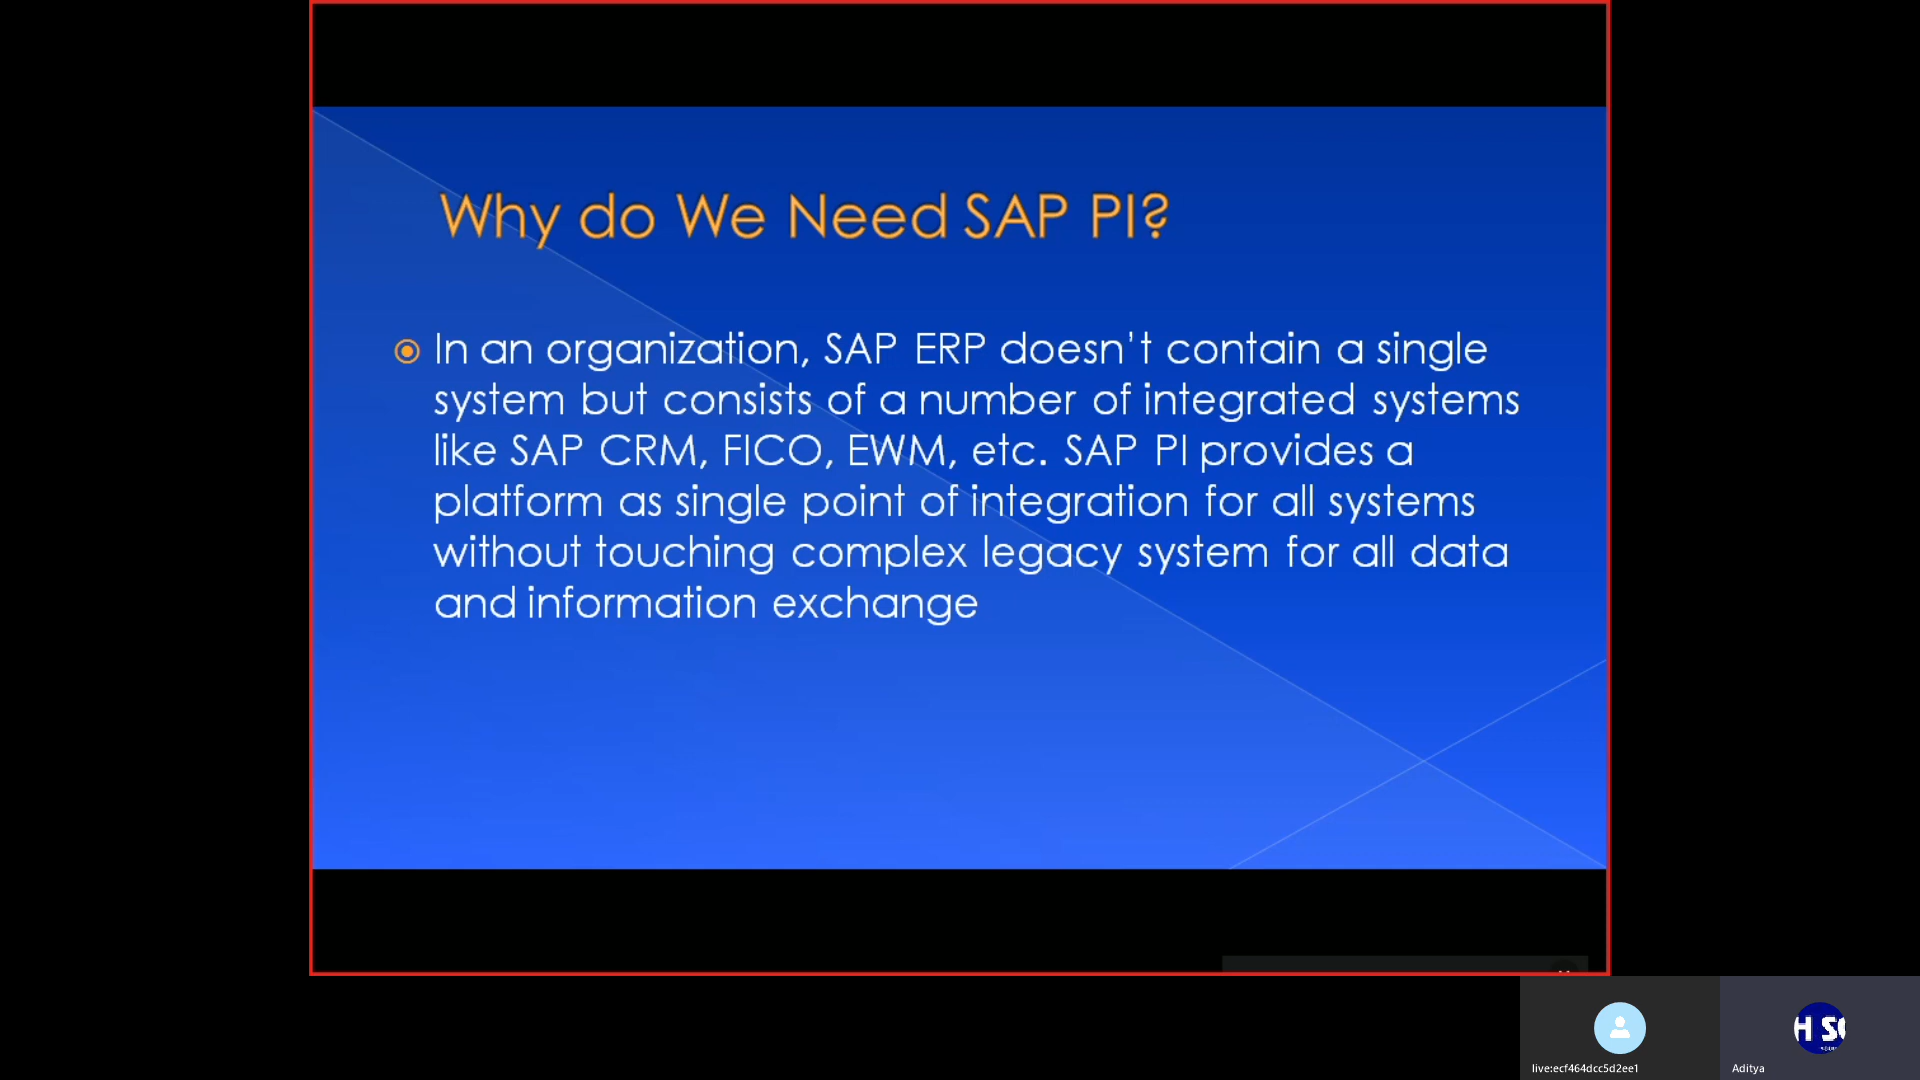 Why do We Need SAP PI?
In an organization, SAP ERP doesn't contain a single
system but consists of a number of integrated systems
like SAP CRM, FICO, EWM, etc. SAP PI provides a
platform as single point of integration for all systems
without touching complex legacy system for all data
and information exchange
live:ecf464dcc5d2ee1
Aditya